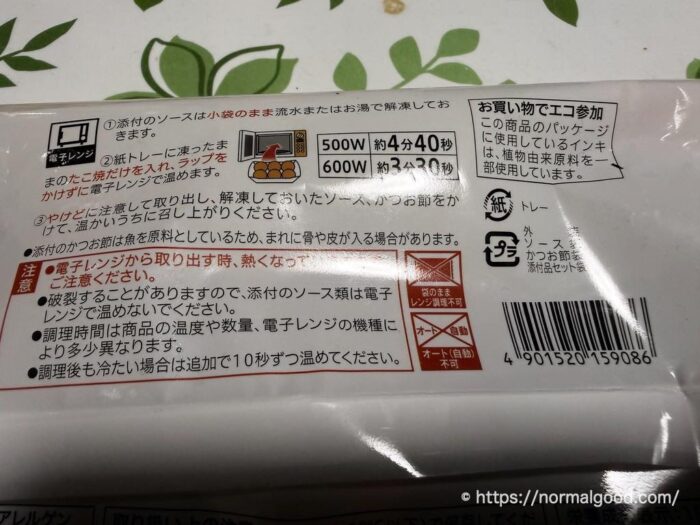 ①添付のソースは小袋のまま流水またはお湯で解凍してお
きます。
電子レンジ
②紙トレーに凍ったま
まのたこ焼だけを入れ、ラップを
かけずに電子レンジで温めます。
500W 約4分40秒
600W 約3分30秒
③やけどに注意して取り出し、解凍しておいたソース、かつお節をか
けて、温かいうちに召し上がりください。
●添付のかつお節は魚を原料としているため、まれに骨や皮が入る場合があります。
注意
●電子レンジから取り出す時、熱くなって
ご注意ください。
●破裂することがありますので、添付のソース類は電子
レンジで温めないでください。
●調理時間は商品の温度や数量、電子レンジの機種に
より多少異なります。
●調理後も冷たい場合は追加で10秒ずつ温めてください。
袋のまま
レンジ調理不可
オート 自動
オート(自動)
不可
お買い物でエコ参加
この商品のパッケージ
に使用しているインキ
は、植物由来原料を一
部使用しています。
紙 トレー
プラ
外
ソース
かつお節
添付品セット
4 901520 159086
アレルゲン
© https://normalgood.com/